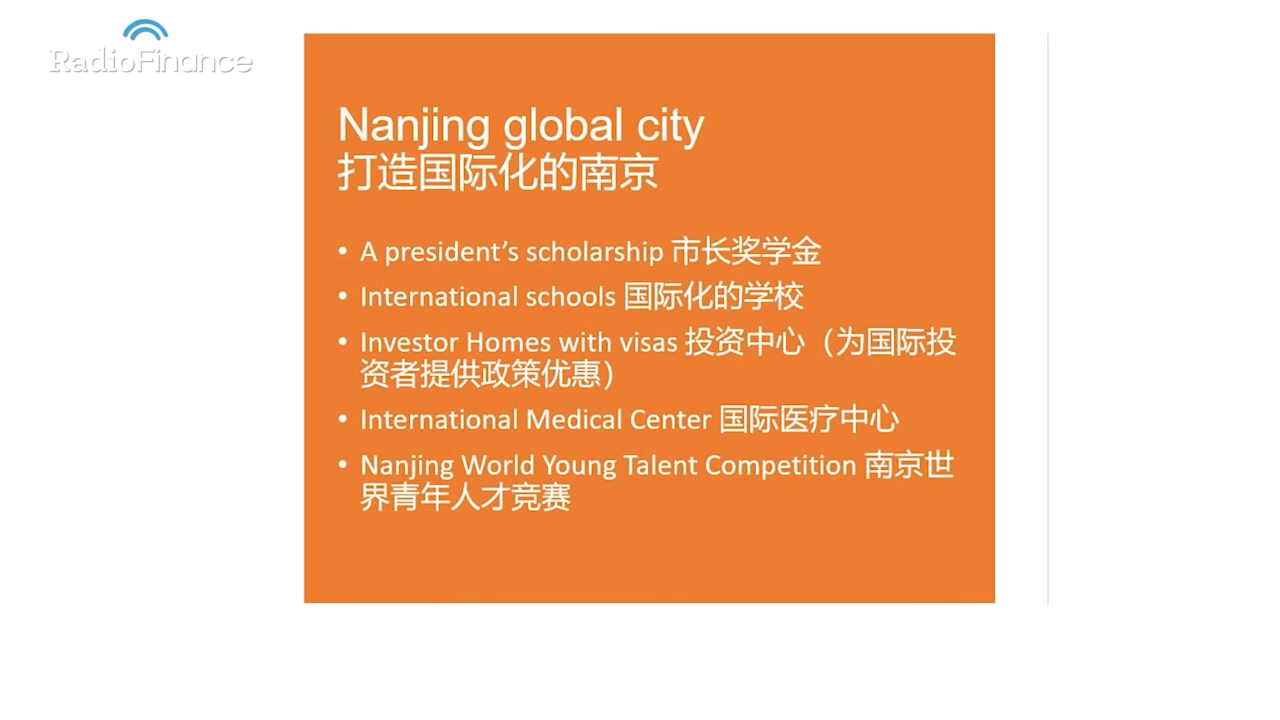 RadioFinance
Nanjing global city
打造国际化的南京
• A president’s scholarship 市长奖学金
• International schools 国际化的学校
• Investor Homes with visas 投资中心（为国际投
资者提供政策优惠）
• International Medical Center 国际医疗中心
• Nanjing World Young Talent Competition 南京世
界青年人才竞赛